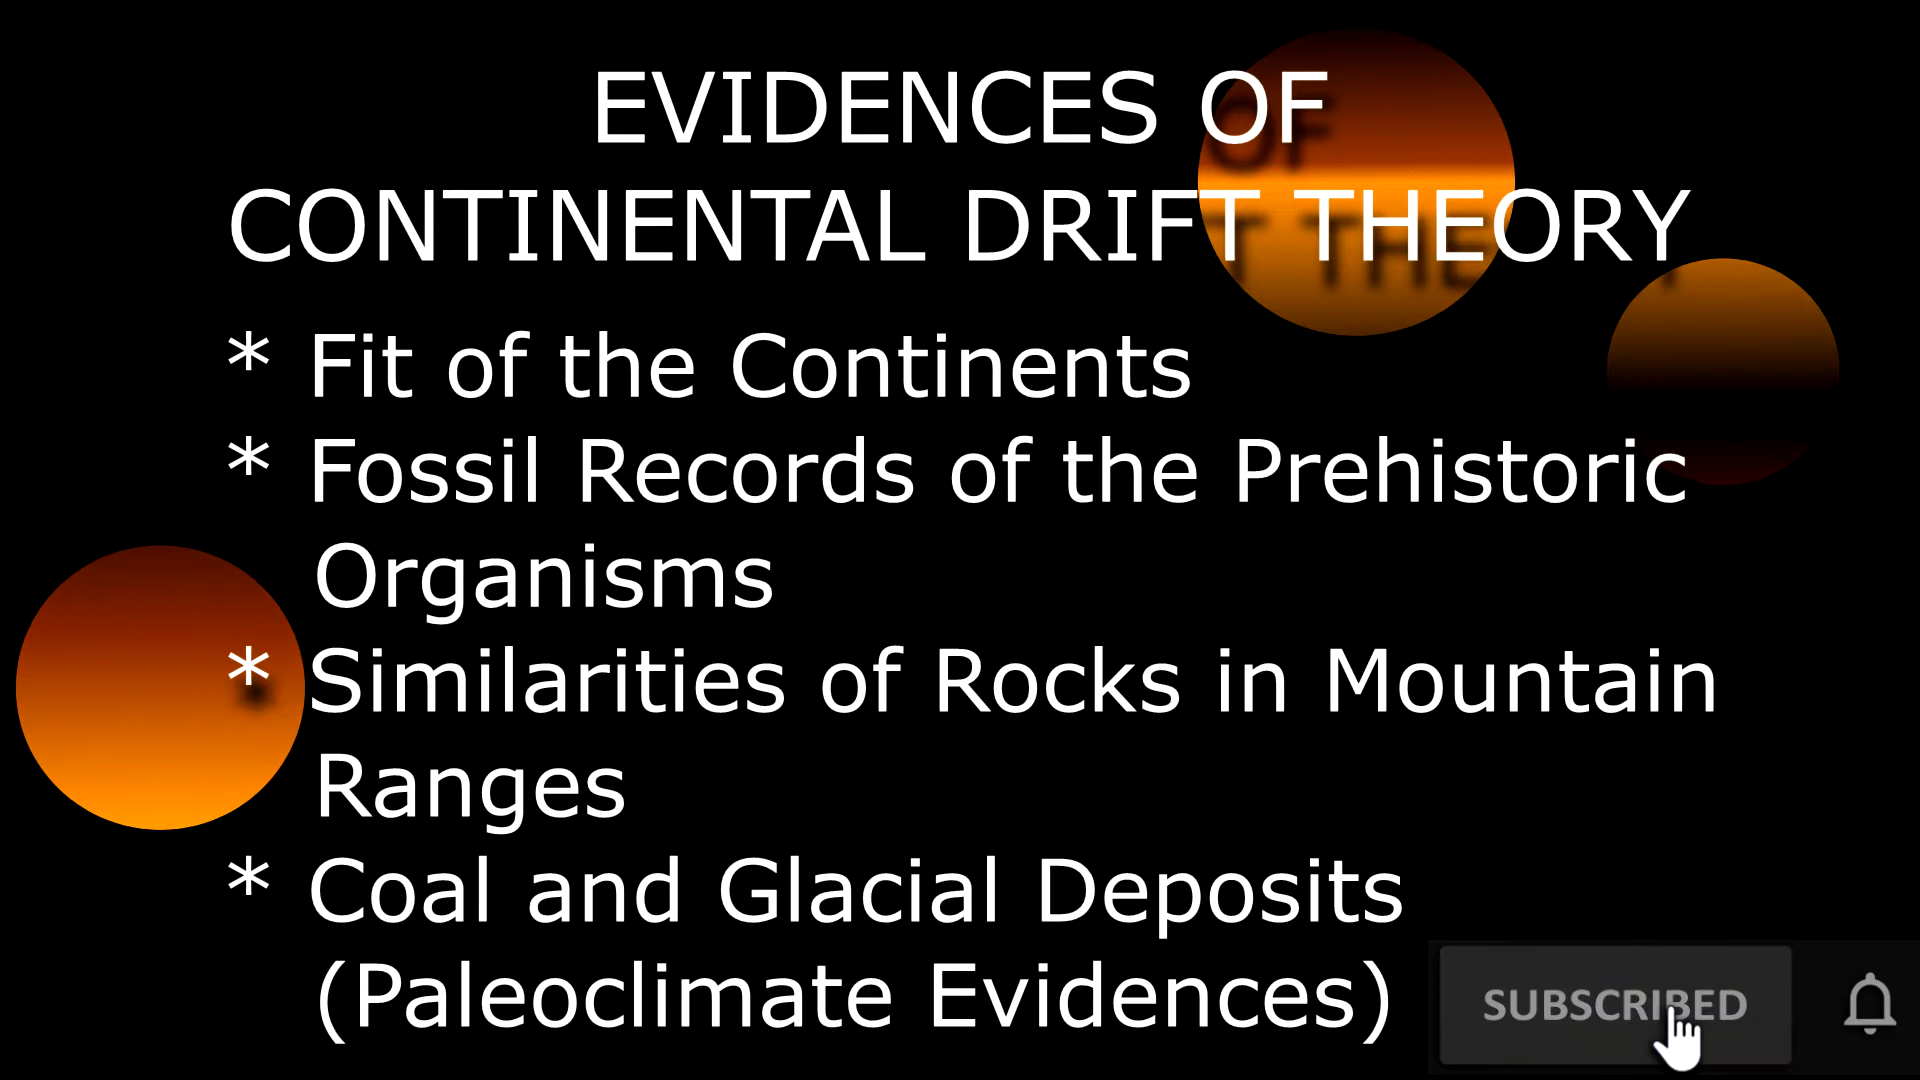 EVIDENCES OF
CONTINENTAL DRIFT THEORY
* Fit of the Continents
* Fossil Records of the Prehistoric
Organisms
* Similarities of Rocks in Mountain
Ranges
* Coal and Glacial Deposits
(Paleoclimate Evidences)
SUBSCRIBED